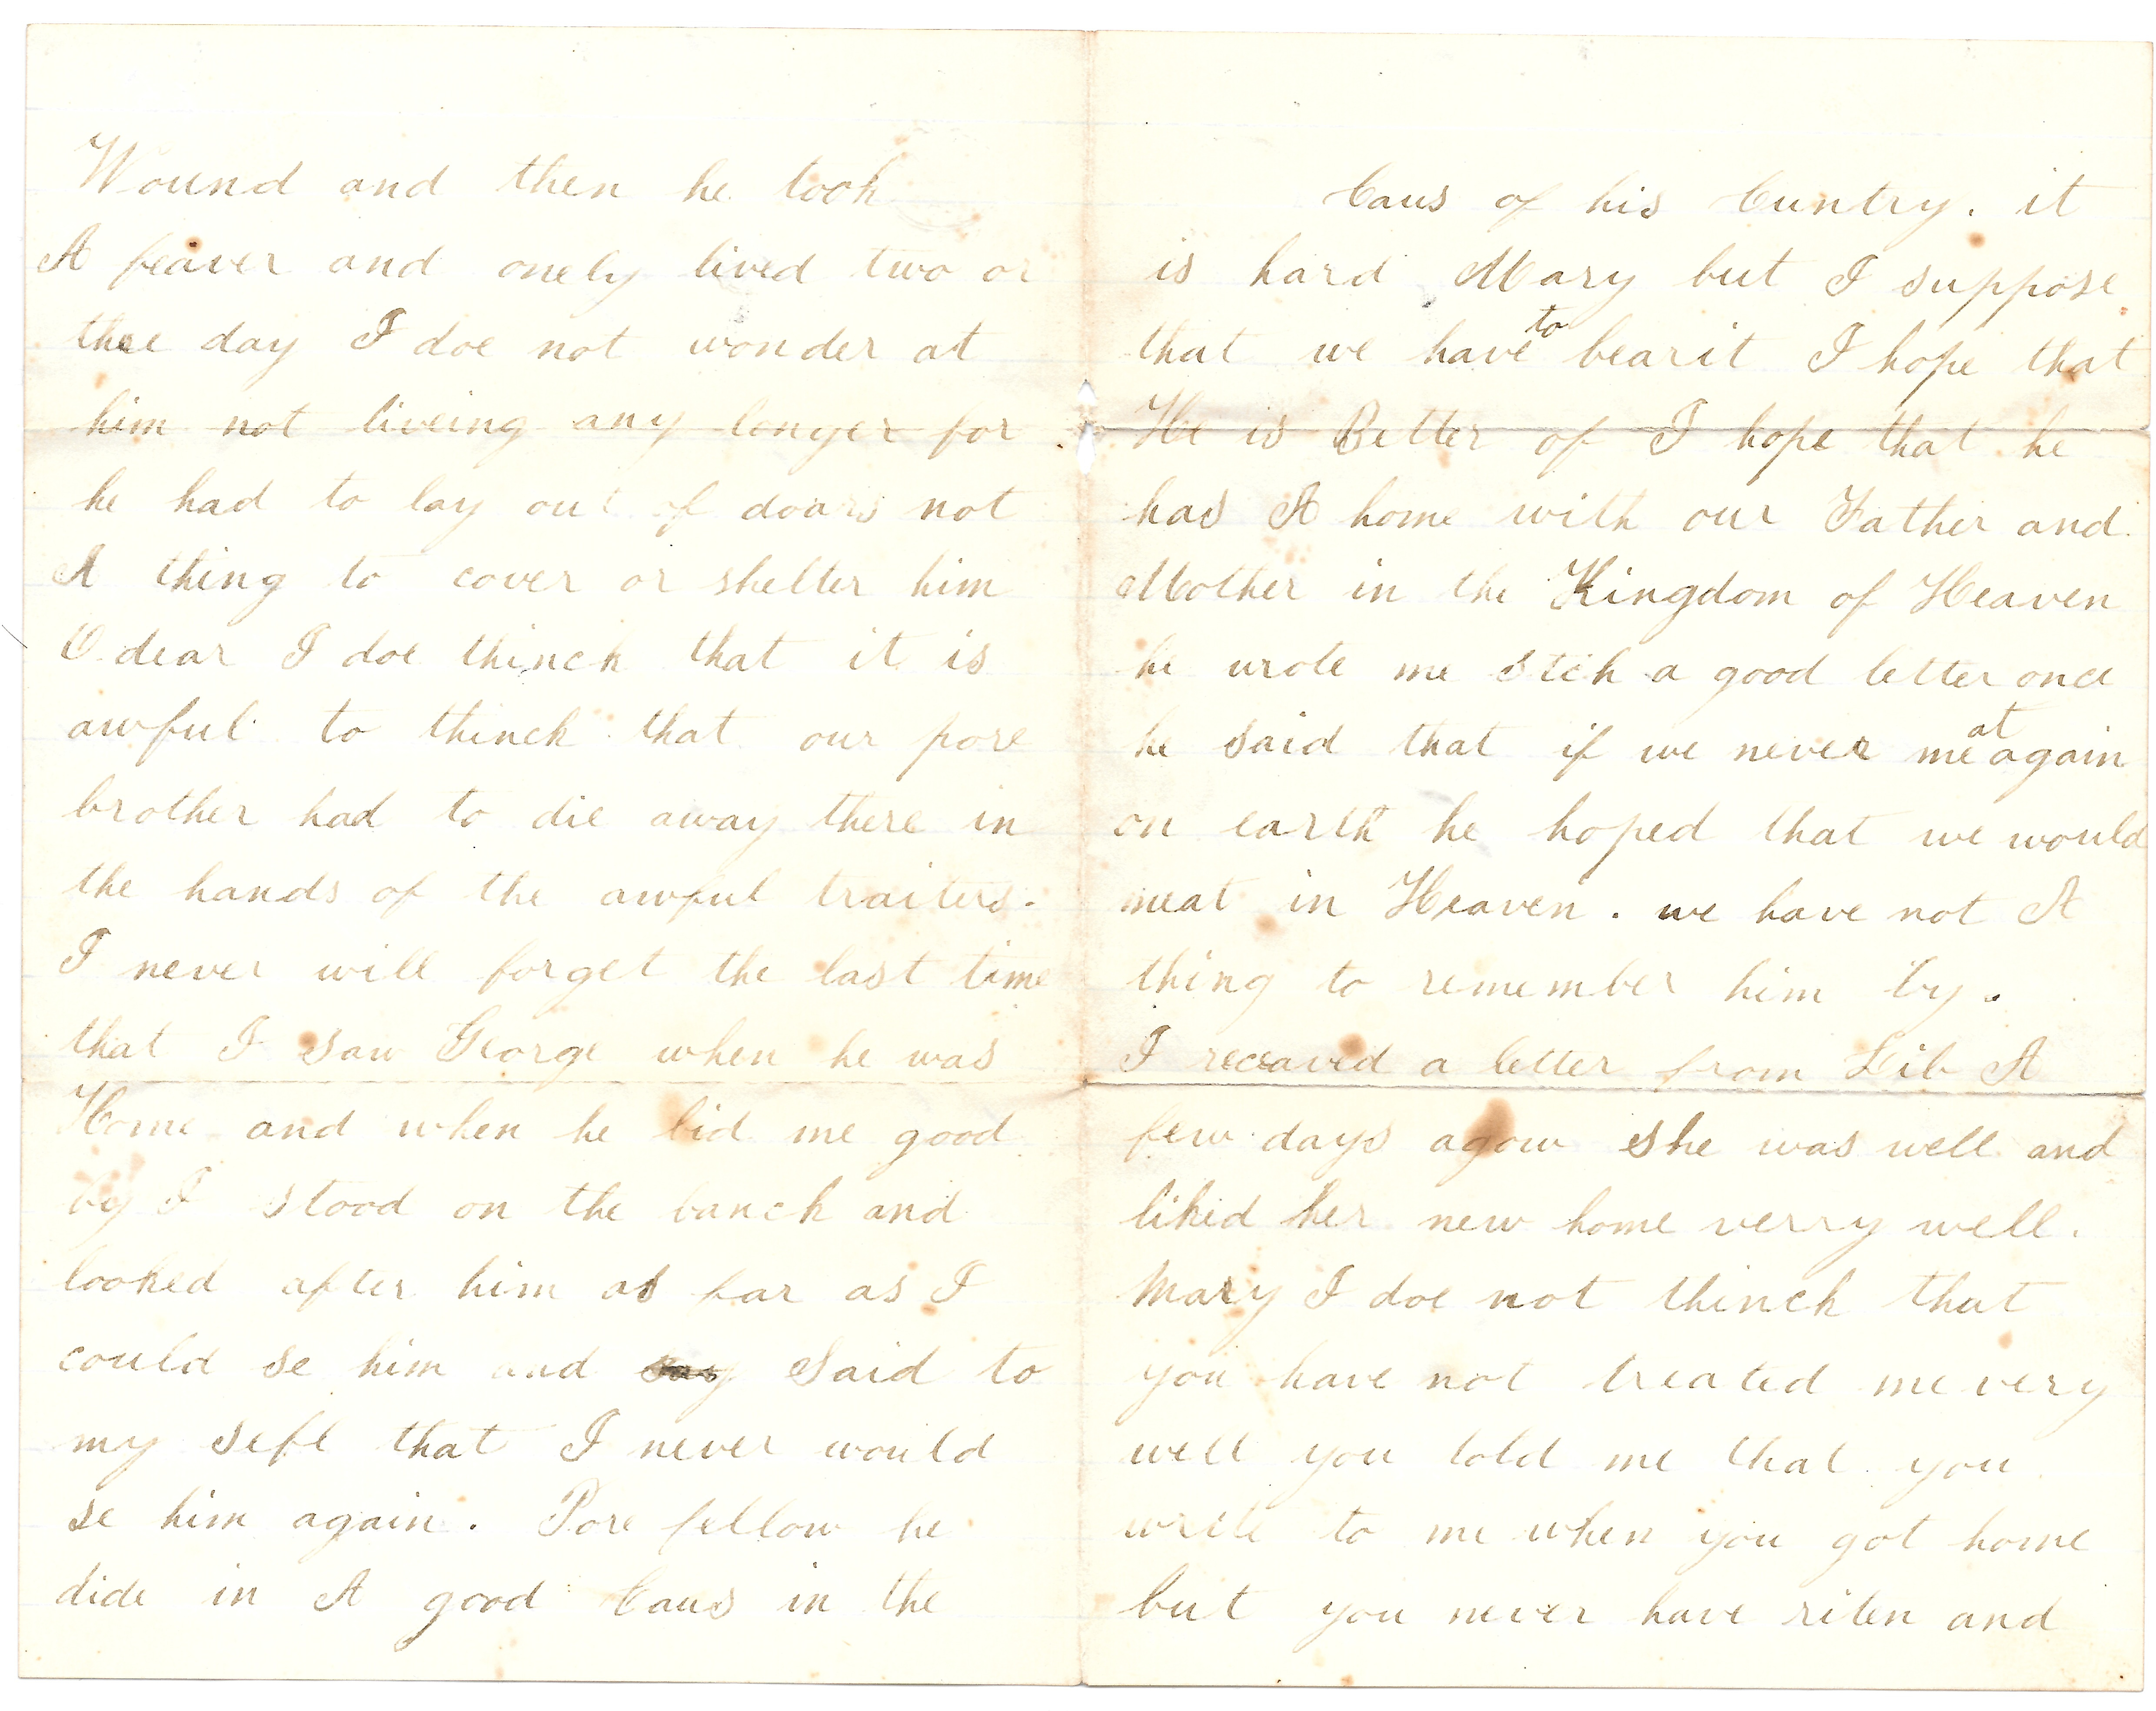 Wound and then he took
A feaver and onely lived two or
thee day I doe not wonder at
him not liveing any longer for
he had to lay out of doars not
A thing to cover or shelter him
O dear I doe thinck that it is
awful to thinck that our pore
brother had to die away there in
the hands of the awful traiters.
I never will forget the last time
that I saw George when he was
Home and when he bid me good
by I stood on the banck and
looked after him as far as I
could se him and say said to
my sefl that I never would
se him again. Pore fellow he
dide in A good Caus in the
Caus of his Cuntry. it
is hard Mary but I suppose
that we have to bearit I hope that
He is Better of I hope that he
has A home with our Father and
Mother in the Kingdom of Heaven
he wrote me sich a good letter once
he said that if we never meat again
on earth he hoped that we would
meat in Heaven. we have not A
thing to remember him by.
I receaved a letter from Lib A
few days agow she was well and
likid her new home verry well.
Mary I doe not thinck that
you have not treated me very
well you told me that you
write to me when you got home
but you never have riten and